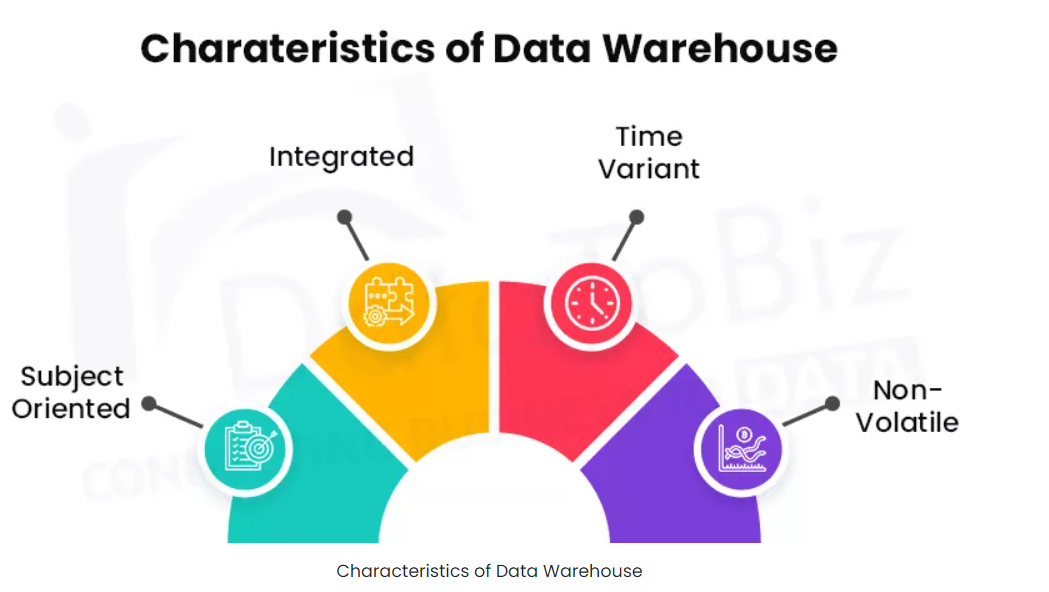 Charateristics of Data Warehouse
Integrated
Time
Variant
Subject
Oriented
Non-
Volatile
Characteristics of Data Warehouse